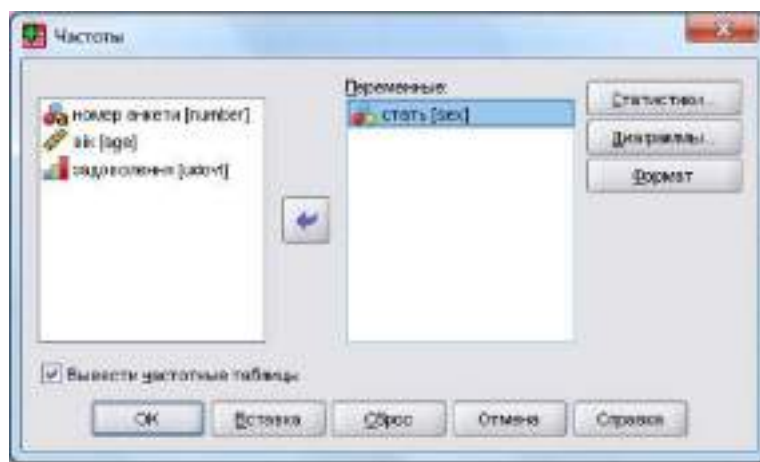 Частоты
Переменные:
номер анкети [number]
вік [age]
задоволення [udovl]
стать [sex]
Статистики...
Диаграммы...
Формат
Вывести частотные таблицы
ОК
Вставка
Сброс
Отмена
Справка